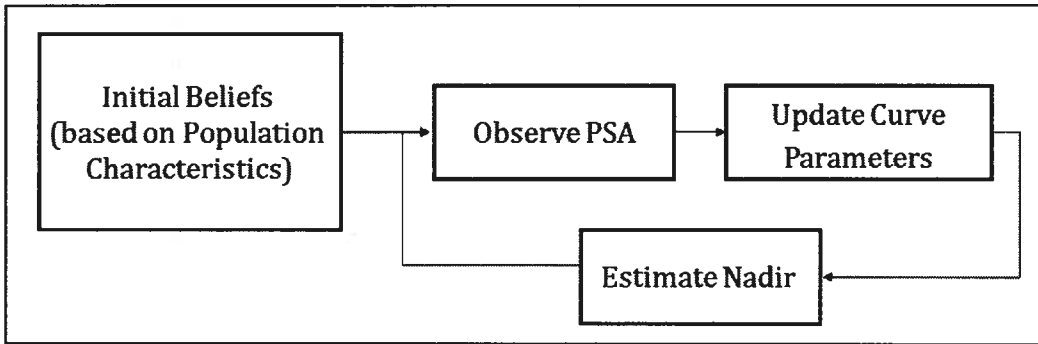 Initial Beliefs
(based on Population
Characteristics)
Observe PSA
Update Curve
Parameters
Estimate Nadir